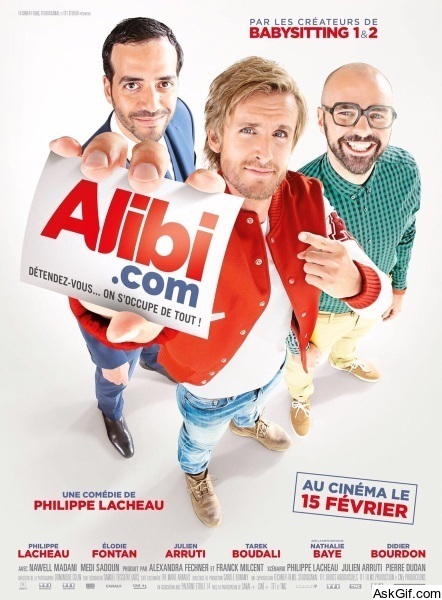 PAR LES CRÉATEURS DE
BABYSITTING 1&2
Alibi
.com
DÉTENDEZ-VOUS... ON S'OCCUPE DE TOUT !
UNE COMÉDIE DE
PHILIPPE LACHEAU
AU CINÉMA LE
15 FÉVRIER
PHILIPPE LACHEAU ÉLODIE FONTAN JULIEN ARRUTI TAREK BOUDALI NATHALIE BAYE DIDIER BOURDON
AVEC NAWELL MADANI MEDI SADOUN PRODUIT PAR ALEXANDRA FECHNER ET FRANCK MILCENT SCÉNARIO PHILIPPE LACHEAU JULIEN ARRUTI PIERRE DUDAN
AskGif.com